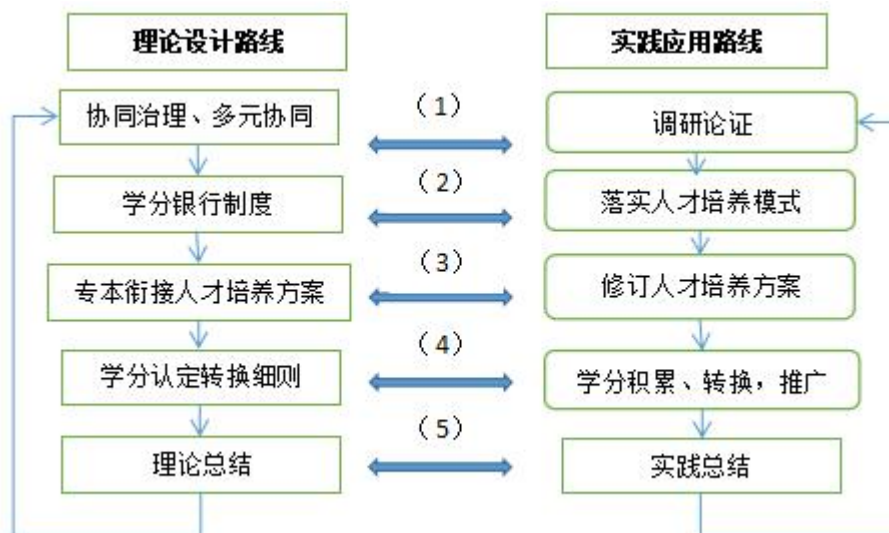 理论设计路线
实践应用路线
协同治理、多元协同
（1）
调研论证
学分银行制度
（2）
落实人才培养模式
专本衔接人才培养方案
（3）
修订人才培养方案
学分认定转换细则
（4）
学分积累、转换，推广
理论总结
（5）
实践总结